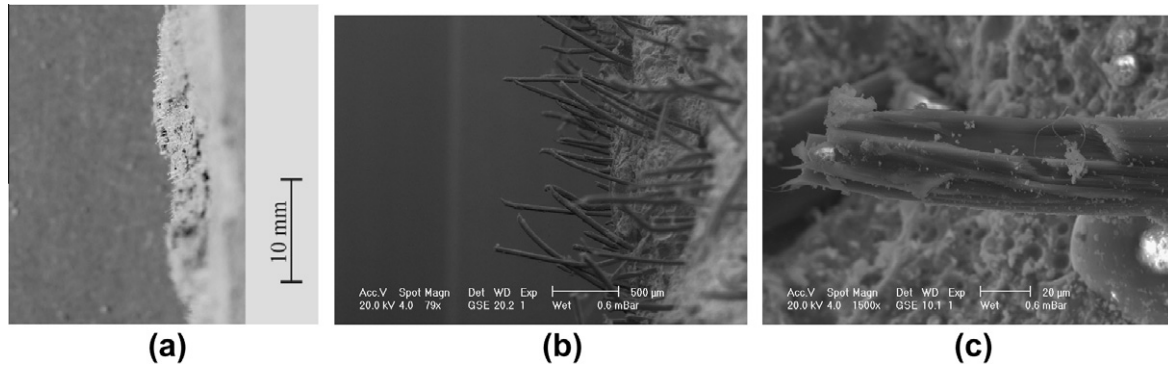 10 mm
Acc.V Spot Magn Det WD Exp 500 µm
20.0 kV 4.0 79x GSE 20.2 1 Wet 0.6 mBar
Acc.V Spot Magn Det WD Exp 20 µm
20.0 kV 4.0 1500x GSE 10.1 1 Wet 0.6 mBar
(a) (b) (c)